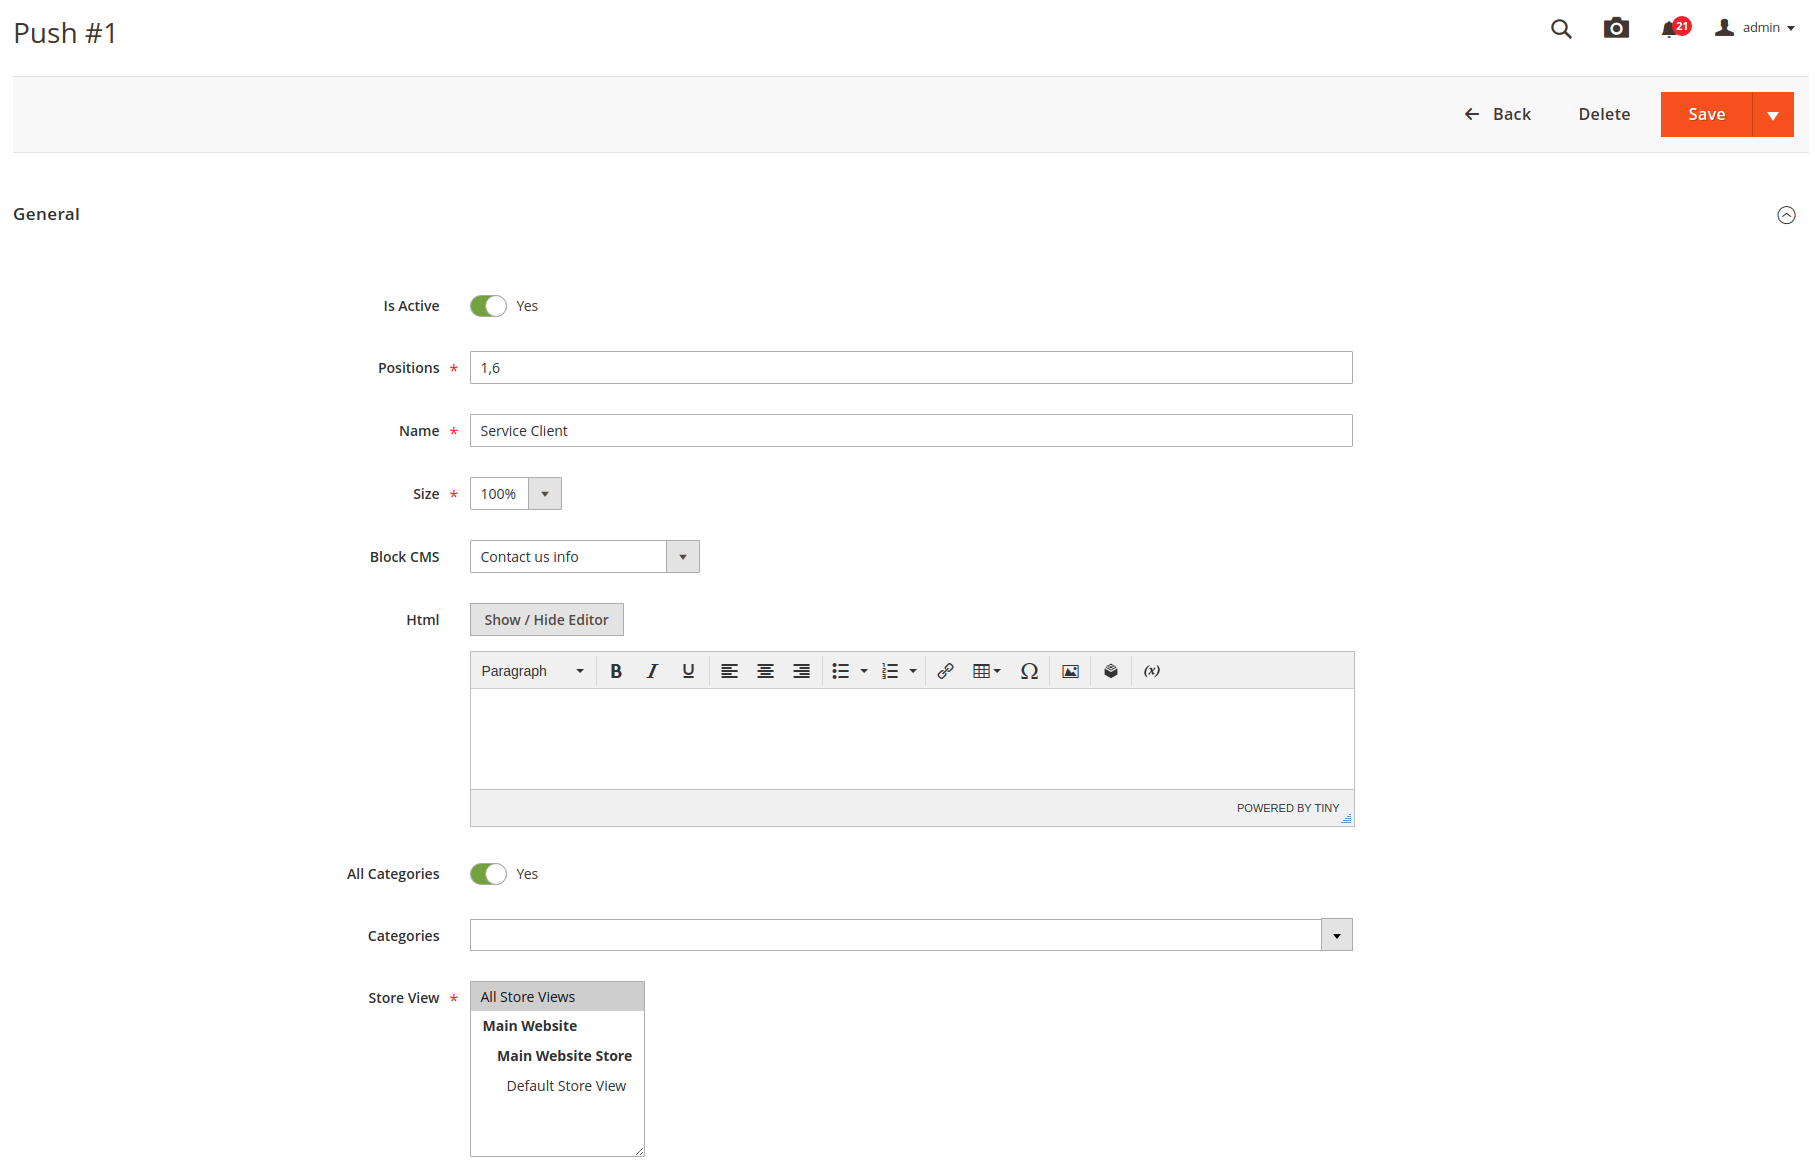 Push #1
21
admin
Back
Delete
Save
General
Is Active
Yes
Positions *
1,6
Name *
Service Client
Size *
100%
Block CMS
Contact us info
Html
Show / Hide Editor
Paragraph
B I U
Ω
(x)
POWERED BY TINY
All Categories
Yes
Categories
Store View *
All Store Views
Main Website
Main Website Store
Default Store View